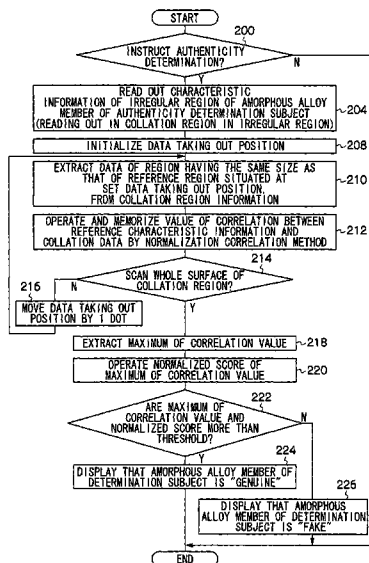 START
200
INSTRUCT AUTHENTICITY
DETERMINATION?
N
Y
READ OUT CHARACTERISTIC
INFORMATION OF IRREGULAR REGION OF AMORPHOUS ALLOY
MEMBER OF AUTHENTICITY DETERMINATION SUBJECT
(READING OUT IN COLLATION REGION IN IRREGULAR REGION)
204
INITIALIZE DATA TAKING OUT POSITION
208
EXTRACT DATA OF REGION HAVING THE SAME SIZE AS
THAT OF REFERENCE REGION SITUATED AT
SET DATA TAKING OUT POSITION,
FROM COLLATION REGION INFORMATION
210
OPERATE AND MEMORIZE VALUE OF CORRELATION BETWEEN
REFERENCE CHARACTERISTIC INFORMATION AND
COLLATION DATA BY NORMALIZATION CORRELATION METHOD
212
214
SCAN WHOLE SURFACE OF
COLLATION REGION?
N
Y
216
MOVE DATA TAKING OUT
POSITION BY 1 DOT
EXTRACT MAXIMUM OF CORRELATION VALUE
218
OPERATE NORMALIZED SCORE OF
MAXIMUM OF CORRELATION VALUE
220
222
ARE MAXIMUM OF
CORRELATION VALUE AND
NORMALIZED SCORE MORE THAN
THRESHOLD?
N
Y
224
DISPLAY THAT AMORPHOUS ALLOY MEMBER OF
DETERMINATION SUBJECT IS "GENUINE"
226
DISPLAY THAT AMORPHOUS
ALLOY MEMBER OF DETERMINATION
SUBJECT IS "FAKE"
END